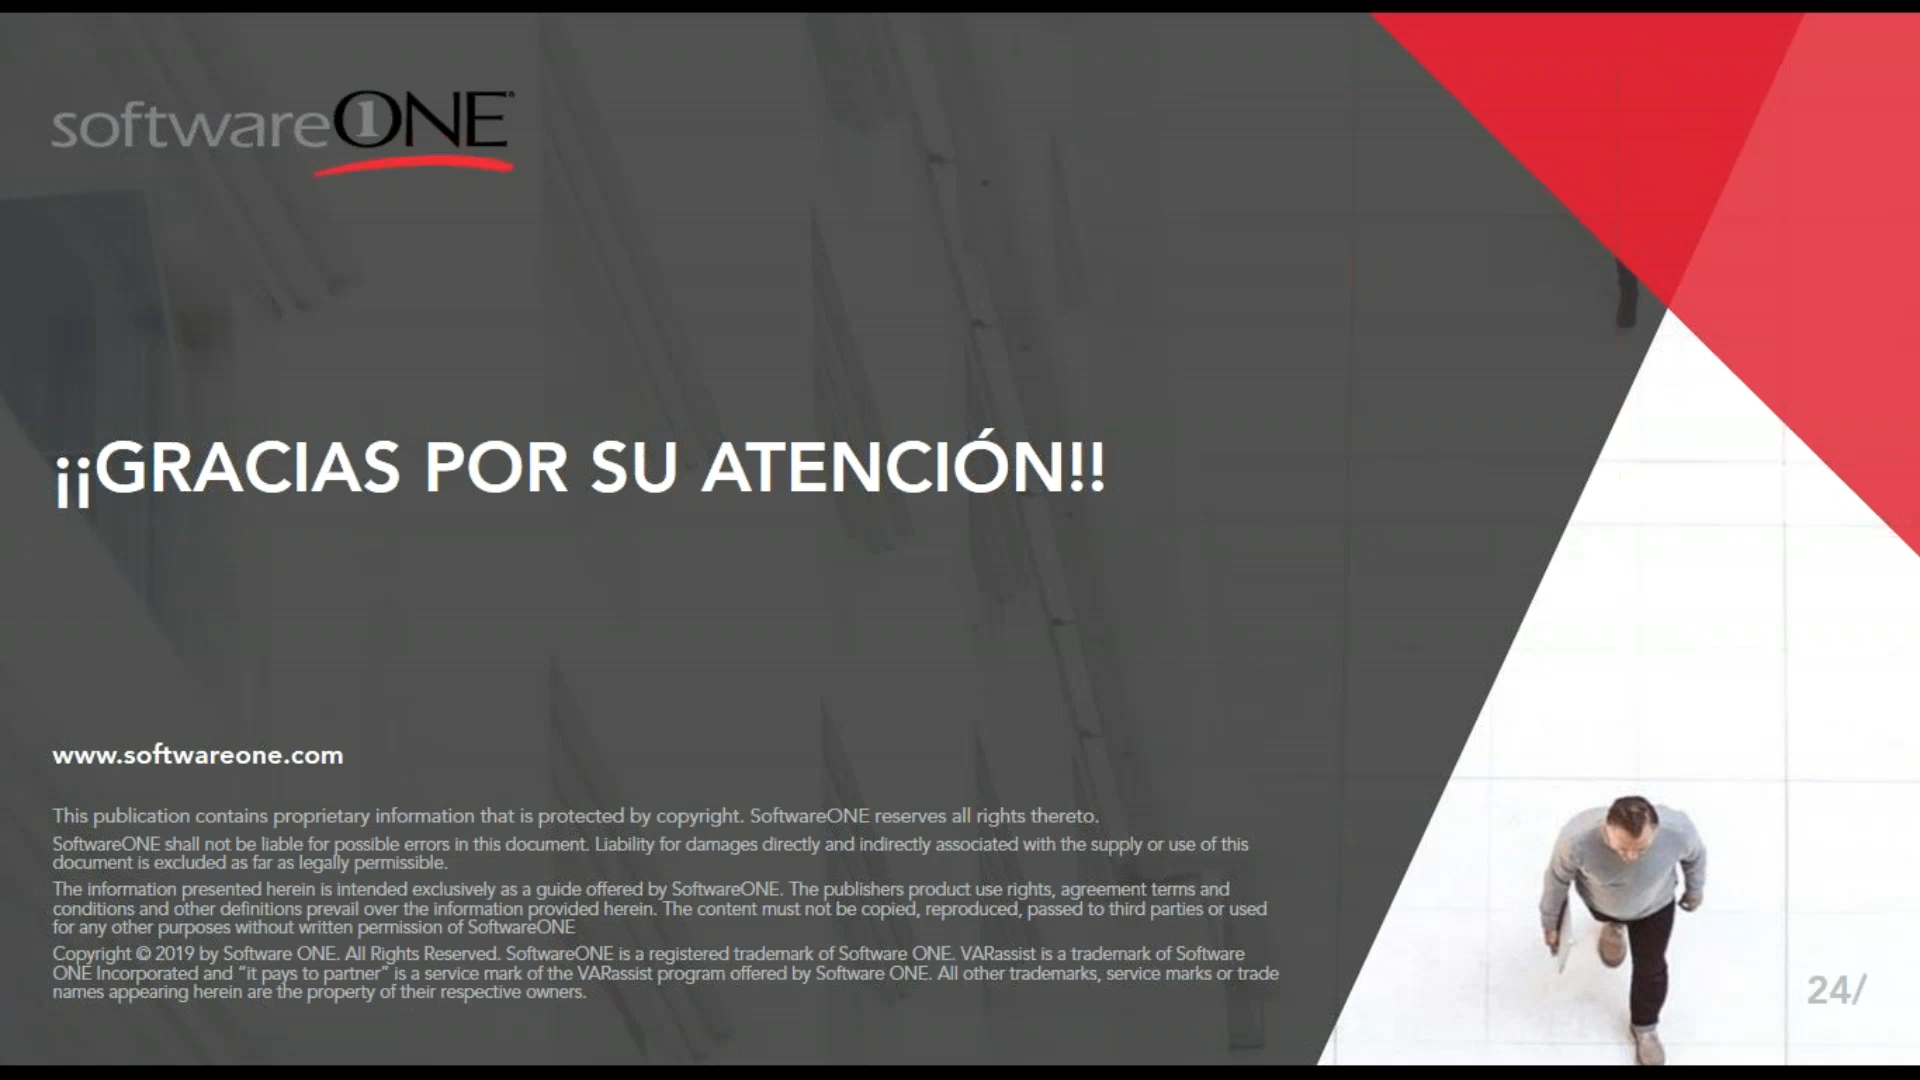 software1ONE®
¡¡GRACIAS POR SU ATENCIÓN!!
www.softwareone.com
This publication contains proprietary information that is protected by copyright. SoftwareONE reserves all rights thereto.
SoftwareONE shall not be liable for possible errors in this document. Liability for damages directly and indirectly associated with the supply or use of this
document is excluded as far as legally permissible.
The information presented herein is intended exclusively as a guide offered by SoftwareONE. The publishers product use rights, agreement terms and
conditions and other definitions prevail over the information provided herein. The content must not be copied, reproduced, passed to third parties or used
for any other purposes without written permission of SoftwareONE
Copyright © 2019 by Software ONE. All Rights Reserved. SoftwareONE is a registered trademark of Software ONE. VARassist is a trademark of Software
ONE Incorporated and “it pays to partner” is a service mark of the VARassist program offered by Software ONE. All other trademarks, service marks or trade
names appearing herein are the property of their respective owners.
24/